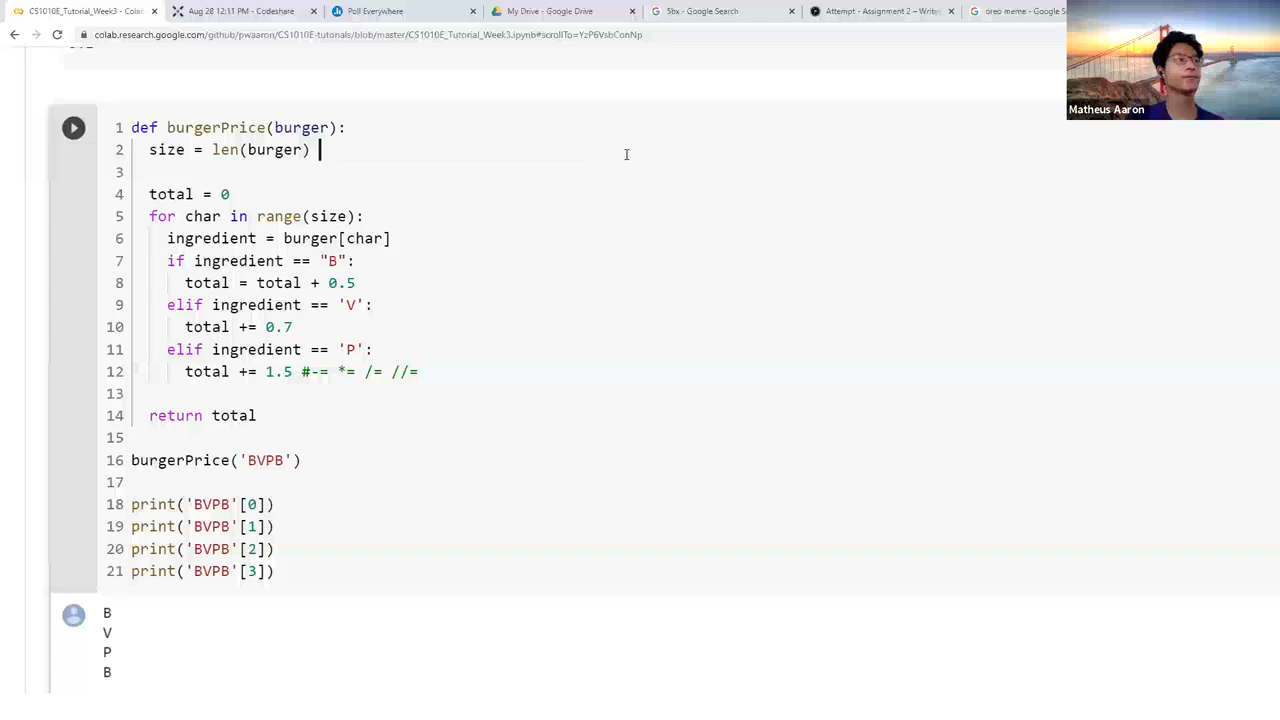 CS1010E_Tutorial_Week3 - Colab
Aug 28 12:11 PM - Codeshare
Poll Everywhere
My Drive - Google Drive
5bx - Google Search
Attempt - Assignment 2 – Write
oreo meme - Google S
colab.research.google.com/github/pwaaron/CS1010E-tutorials/blob/master/CS1010E_Tutorial_Week3.ipynb#scrollTo=YzP6VsbConNp
Matheus Aaron
1 def burgerPrice(burger):
2 size = len(burger)
3
4 total = 0
5 for char in range(size):
6 ingredient = burger[char]
7 if ingredient == "B":
8 total = total + 0.5
9 elif ingredient == 'V':
10 total += 0.7
11 elif ingredient == 'P':
12 total += 1.5 #-= *= /= //=
13
14 return total
15
16 burgerPrice('BVPB')
17
18 print('BVPB'[0])
19 print('BVPB'[1])
20 print('BVPB'[2])
21 print('BVPB'[3])
B
V
P
B